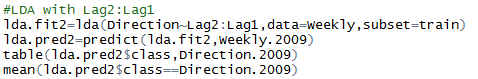 #LDA with Lag2:Lag1
lda.fit2=lda(Direction~Lag2:Lag1,data=Weekly,subset=train)
lda.pred2=predict(lda.fit2,Weekly.2009)
table(lda.pred2$class,Direction.2009)
mean(lda.pred2$class==Direction.2009)